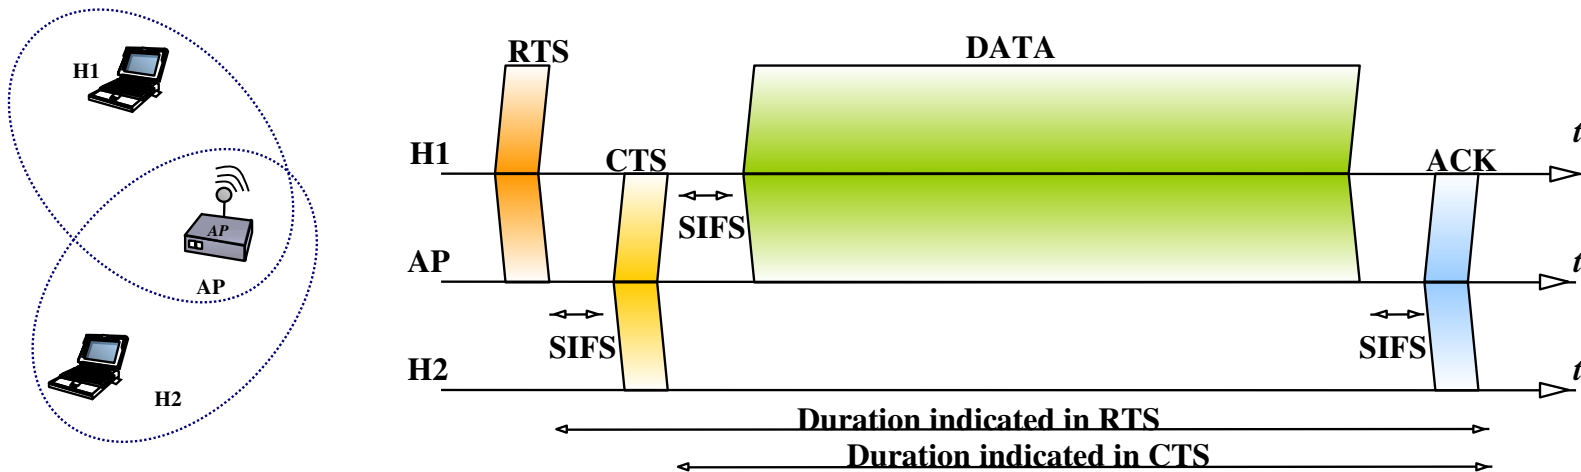 H1
AP
AP
H2
RTS
DATA
t
H1
CTS
ACK
SIFS
AP
t
SIFS
SIFS
H2
t
Duration indicated in RTS
Duration indicated in CTS